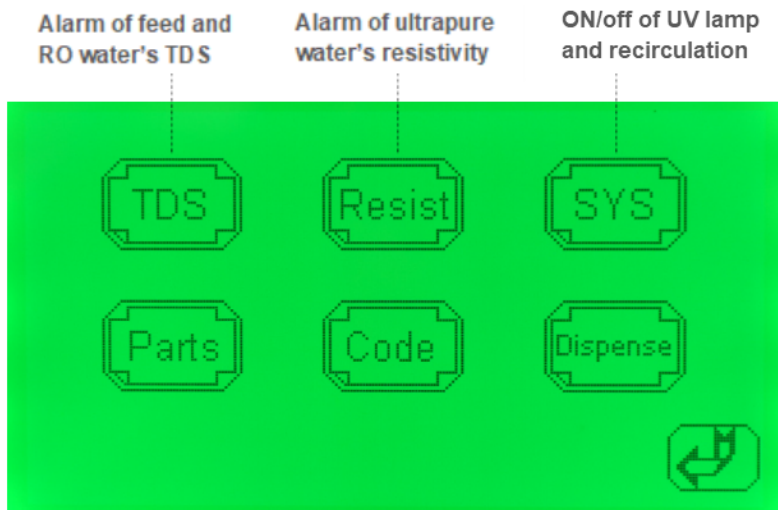 Alarm of feed and
RO water's TDS
Alarm of ultrapure
water's resistivity
ON/off of UV lamp
and recirculation
TDS
Resist
SYS
Parts
Code
Dispense